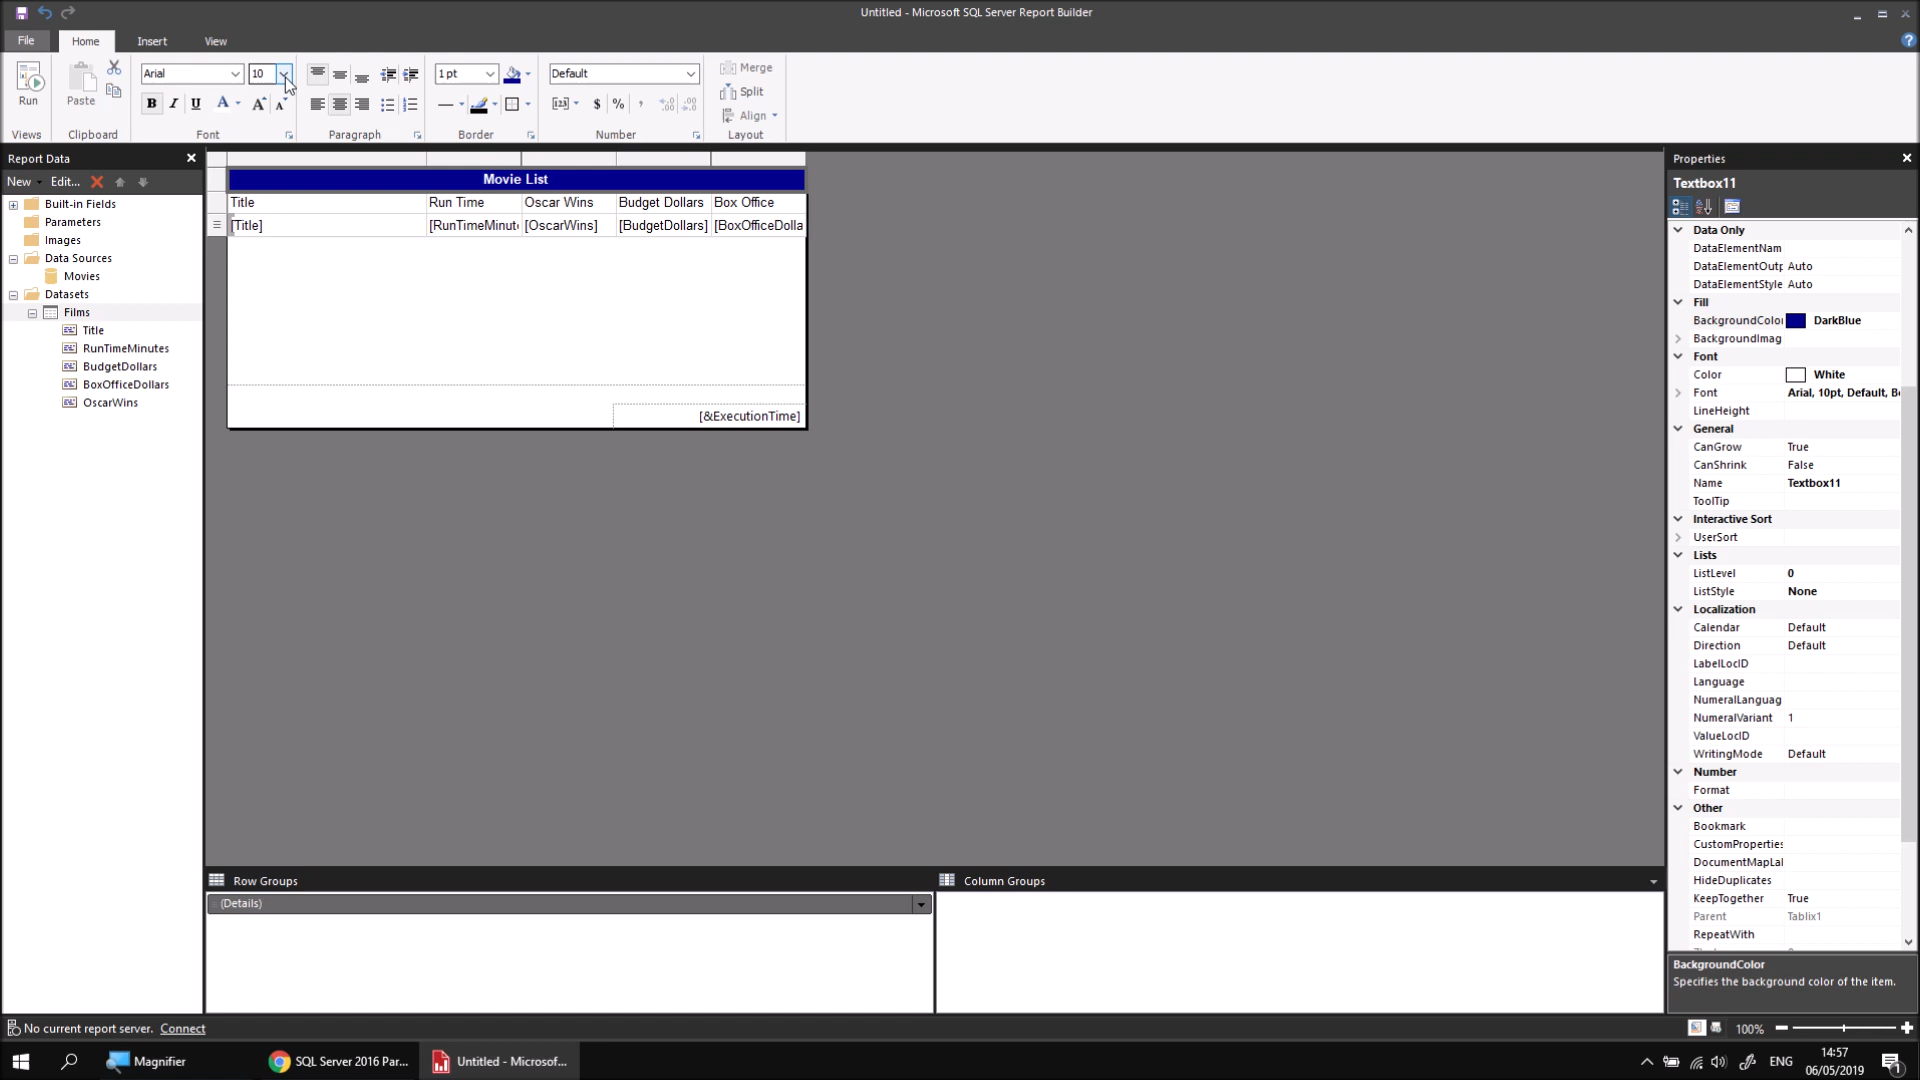 Untitled - Microsoft SQL Server Report Builder
File
Home
Insert
View
Run
Paste
Arial
10
B
I
U
A
A
A
1 pt
Default
[123]
$
%
,
Merge
Split
Align
Views
Clipboard
Font
Paragraph
Border
Number
Layout
Report Data
New
Edit...
Built-in Fields
Parameters
Images
Data Sources
Movies
Datasets
Films
Title
RunTimeMinutes
BudgetDollars
BoxOfficeDollars
OscarWins
Movie List
Title Run Time Oscar Wins Budget Dollars Box Office
[Title] [RunTimeMinut [OscarWins] [BudgetDollars] [BoxOfficeDolla
[&ExecutionTime]
Row Groups
(Details)
Column Groups
Properties
Textbox11
Data Only
DataElementNam
DataElementOutp Auto
DataElementStyle Auto
Fill
BackgroundColor DarkBlue
BackgroundImag
Font
Color White
Font Arial, 10pt, Default, Bo
LineHeight
General
CanGrow True
CanShrink False
Name Textbox11
ToolTip
Interactive Sort
UserSort
Lists
ListLevel 0
ListStyle None
Localization
Calendar Default
Direction Default
LabelLocID
Language
NumeralLanguag
NumeralVariant 1
ValueLocID
WritingMode Default
Number
Format
Other
Bookmark
CustomProperties
DocumentMapLal
HideDuplicates
KeepTogether True
Parent Tablix1
RepeatWith
BackgroundColor
Specifies the background color of the item.
No current report server. Connect
100%
Magnifier
SQL Server 2016 Par...
Untitled - Microsof...
ENG
14:57
06/05/2019
1